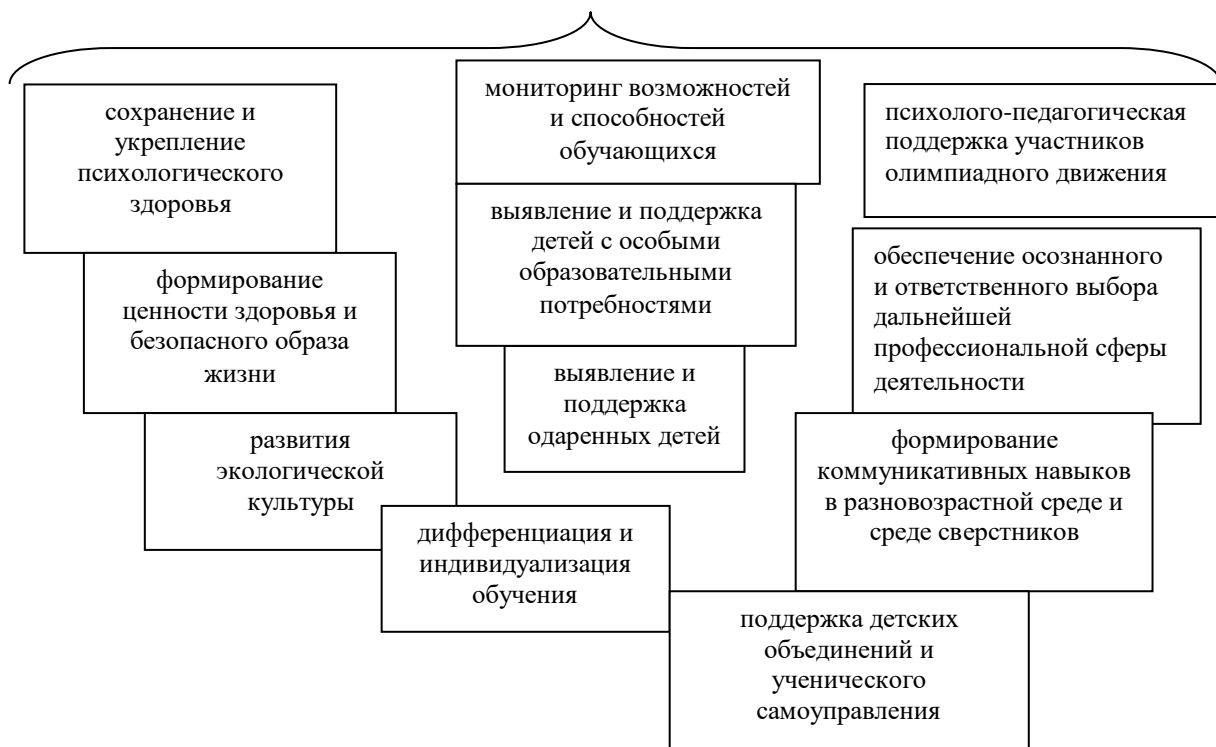 сохранение и
укрепление
психологического
здоровья
мониторинг возможностей
и способностей
обучающихся
психолого-педагогическая
поддержка участников
олимпиадного движения
формирование
ценности здоровья и
безопасного образа
жизни
выявление и поддержка
детей с особыми
образовательными
потребностями
обеспечение осознанного
и ответственного выбора
дальнейшей
профессиональной сферы
деятельности
развития
экологической
культуры
выявление и
поддержка
одаренных детей
формирование
коммуникативных навыков
в разновозрастной среде и
среде сверстников
дифференциация и
индивидуализация
обучения
поддержка детских
объединений и
ученического
самоуправления